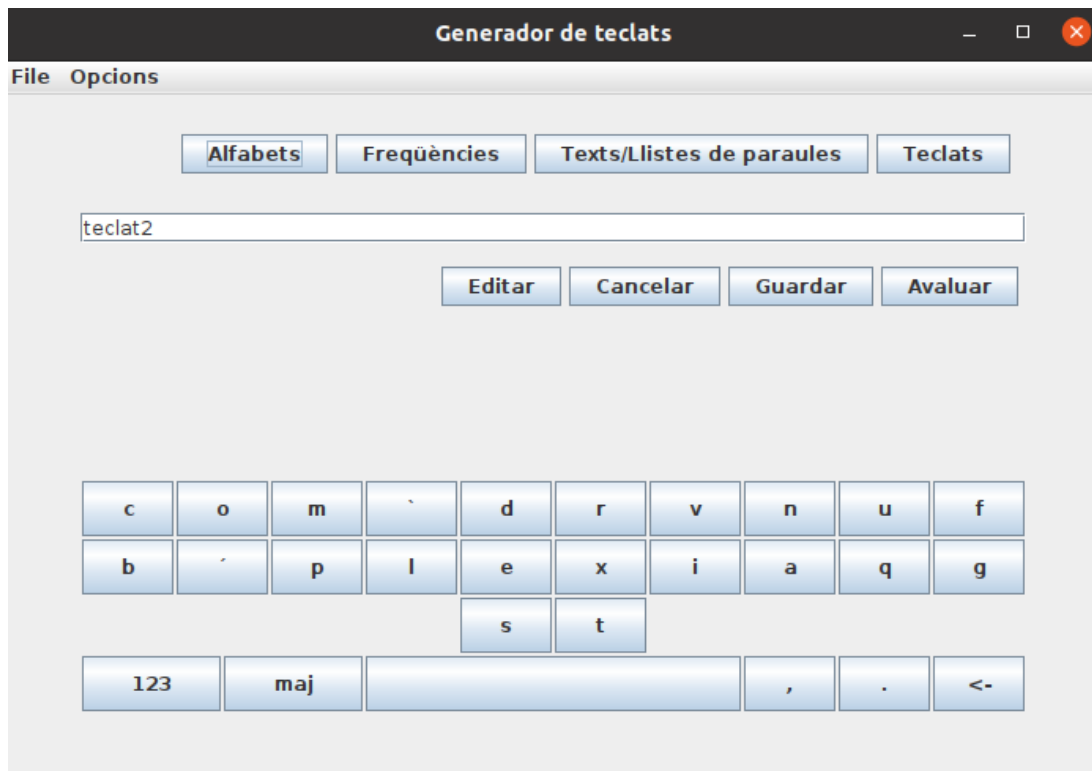 Generador de teclats
File Opcions
Alfabets Freqüències Texts/Llistes de paraules Teclats
teclat2
Editar Cancelar Guardar Avaluar
c o m ` d r v n u f
b ´ p l e x i a q g
s t
123 maj , . <-